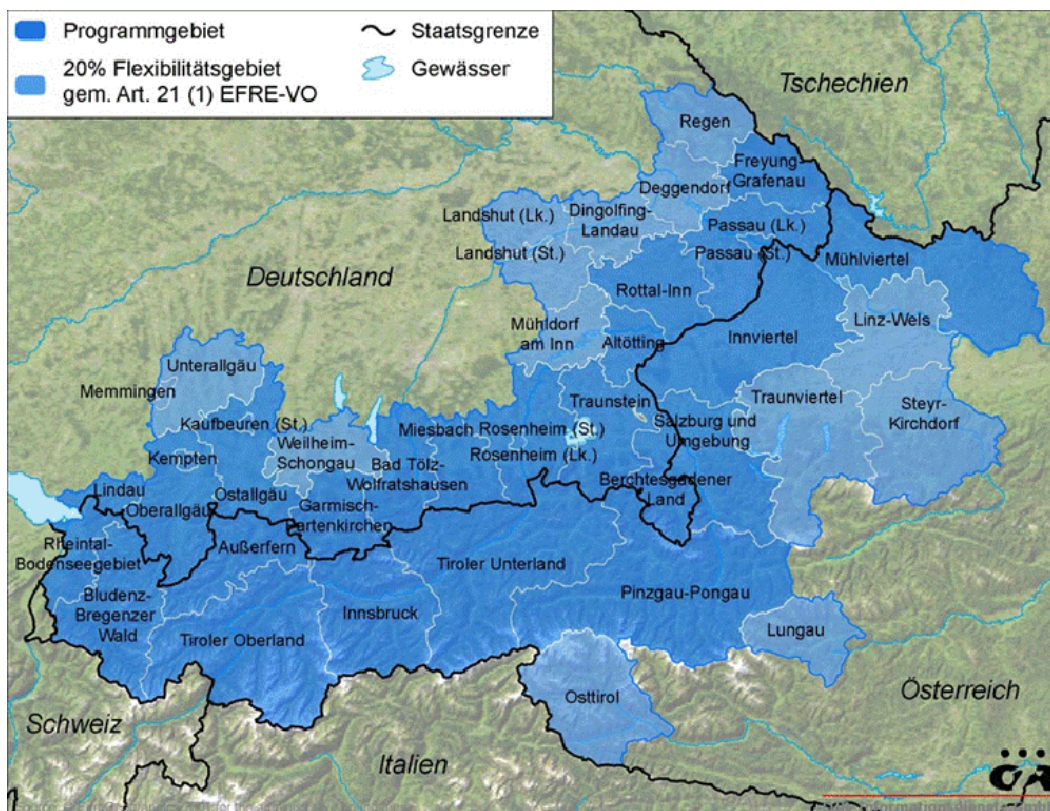 Programmgebiet
20% Flexibilitätsgebiet
gem. Art. 21 (1) EFRE-VO
Staatsgrenze
Gewässer
Tschechien
Regen
Freyung-
Grafenau
Deggendorf
Landshut (Lk.)
Dingolfing-
Landau
Passau (Lk.)
Landshut (St.)
Passau (St.)
Mühlviertel
Deutschland
Rottal-Inn
Linz-Wels
Mühldorf
am Inn
Altötting
Innviertel
Unterallgäu
Memmingen
Traunstein
Traunviertel
Steyr-
Kirchdorf
Kaufbeuren (St.)
Weilheim-
Schongau
Miesbach
Rosenheim (St.)
Salzburg und
Umgebung
Kempten
Rosenheim (Lk.)
Bad Tölz-
Wolfratshausen
Lindau
Ostallgäu
Oberallgäu
Garmisch-
Partenkirchen
Berchtesgadener
Land
Rheintal-
Bodenseegebiet
Außerfern
Tiroler Unterland
Pinzgau-Pongau
Bludenz-
Bregenzer
Wald
Innsbruck
Tiroler Oberland
Lungau
Östtirol
Österreich
Schweiz
Italien